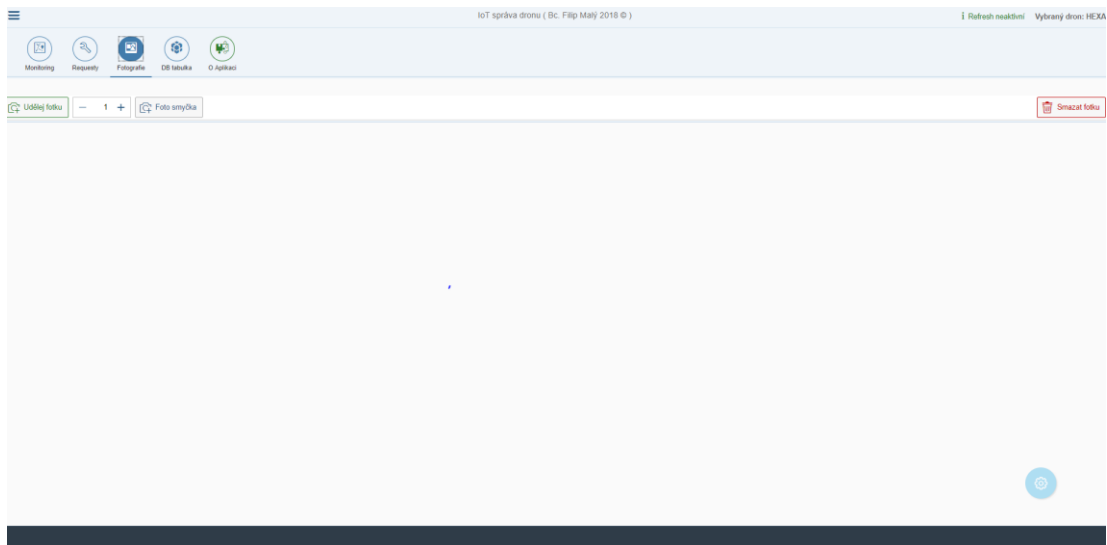 IoT správa dronu ( Bc. Filip Malý 2018 © )
Refresh neaktivní Vybraný dron: HEXA
Monitoring Requesty Fotografie DB tabulka O Aplikaci
Udělej fotku − 1 + Foto smyčka Smazat fotku